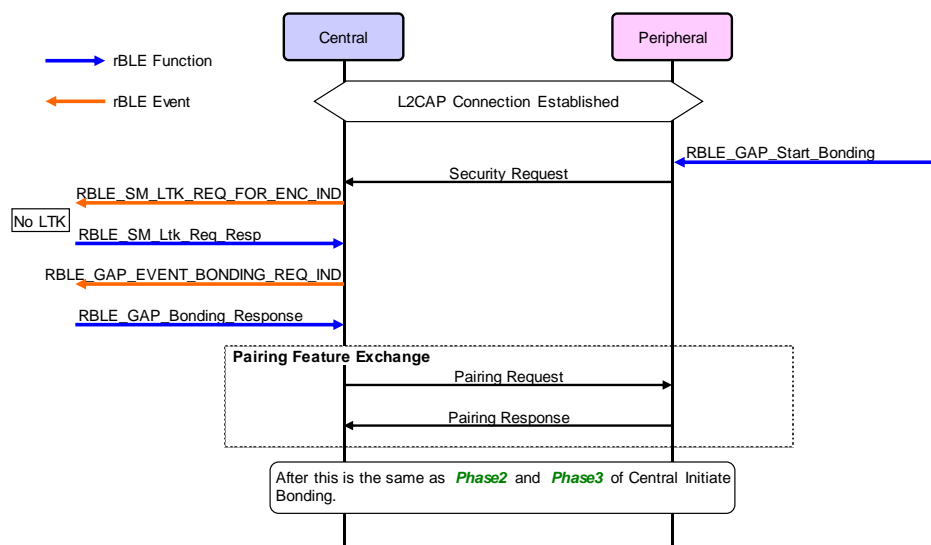 Central
Peripheral
rBLE Function
rBLE Event
L2CAP Connection Established
RBLE_GAP_Start_Bonding
Security Request
RBLE_SM_LTK_REQ_FOR_ENC_IND
No LTK
RBLE_SM_Ltk_Req_Resp
RBLE_GAP_EVENT_BONDING_REQ_IND
RBLE_GAP_Bonding_Response
Pairing Feature Exchange
Pairing Request
Pairing Response
After this is the same as Phase2 and Phase3 of Central Initiate
Bonding.